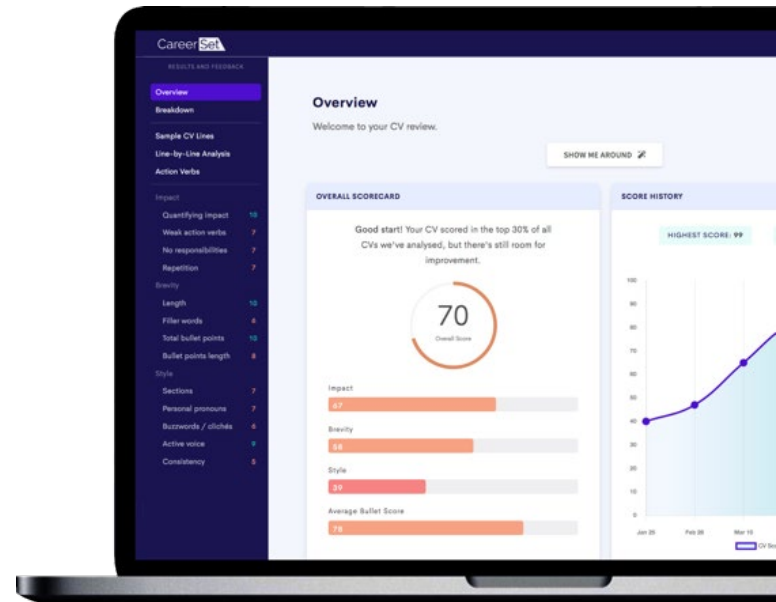 CareerSet
RESULTS AND FEEDBACK
Overview
Breakdown
Sample CV Lines
Line-by-Line Analysis
Action Verbs
Impact
Quantifying impact 10
Weak action verbs 7
No responsibilities 7
Repetition 7
Brevity
Length 10
Filler words 6
Total bullet points 10
Bullet points length 8
Style
Sections 7
Personal pronouns 7
Buzzwords / clichés 6
Active voice 9
Consistency 5
Overview
Welcome to your CV review.
SHOW ME AROUND
OVERALL SCORECARD
Good start! Your CV scored in the top 30% of all
CVs we've analysed, but there's still room for
improvement.
70
Overall Score
Impact
67
Brevity
58
Style
39
Average Bullet Score
78
SCORE HISTORY
HIGHEST SCORE: 99
100
90
80
70
60
50
40
30
20
10
0
Jan 25 Feb 28 Mar 10
CV